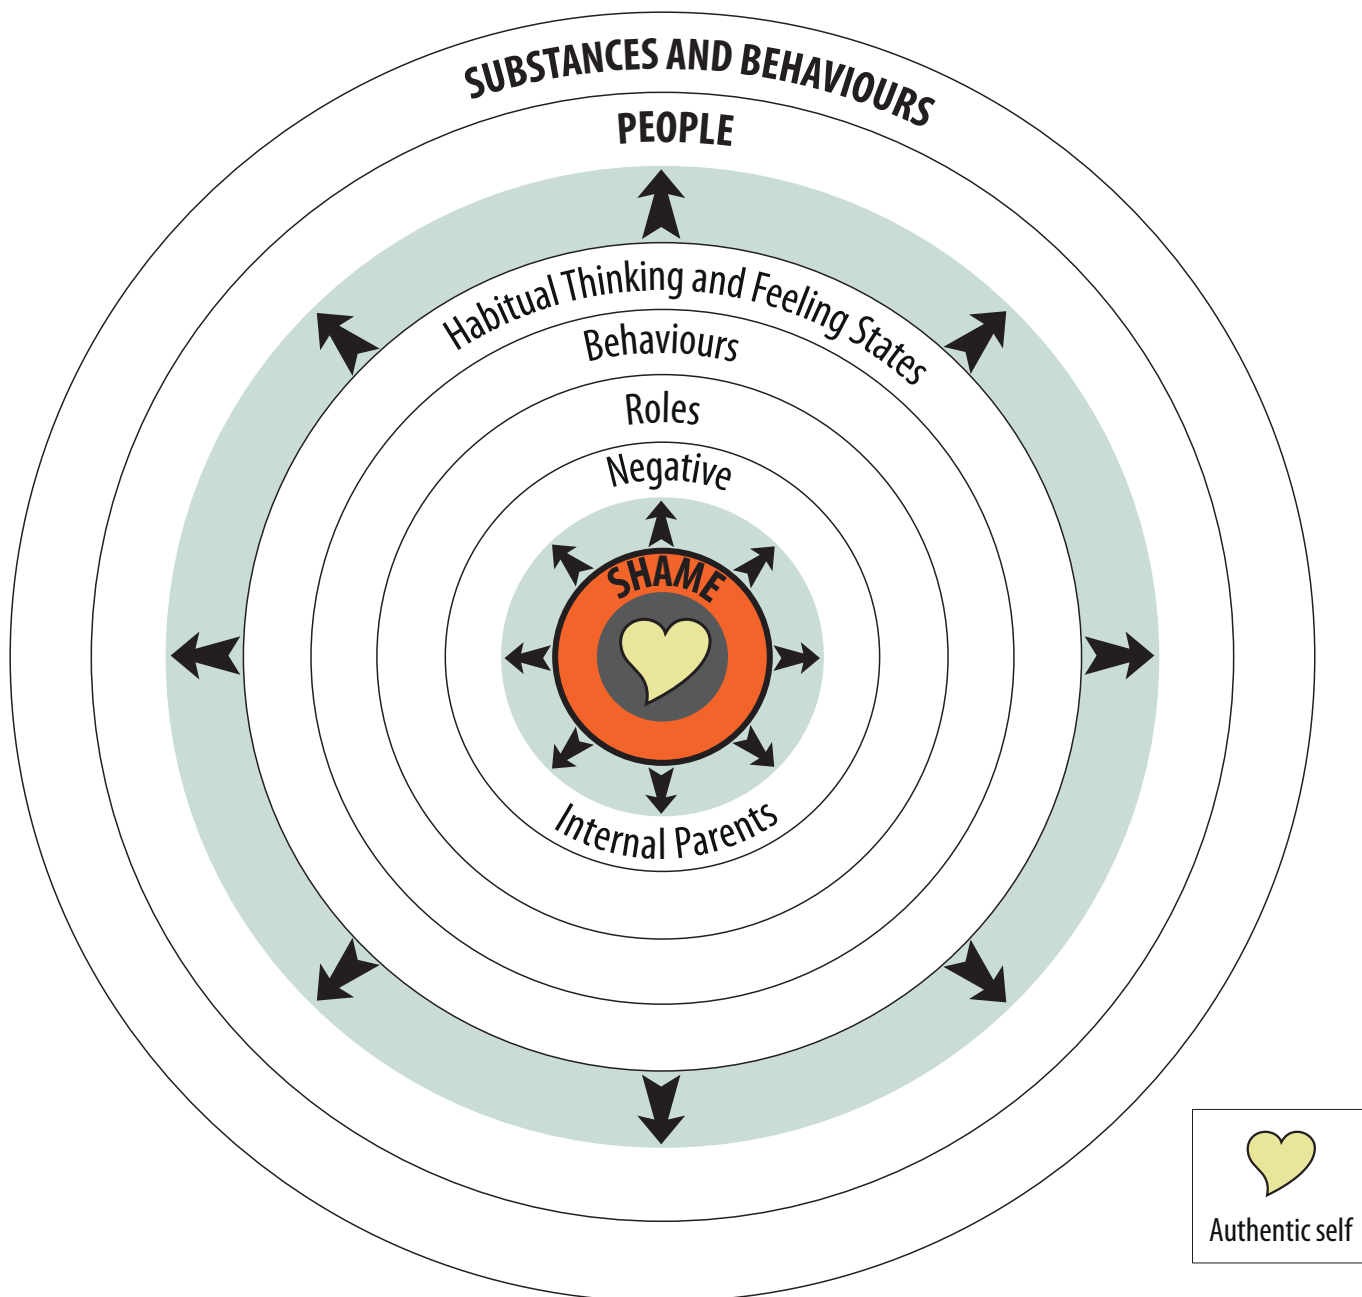 SUBSTANCES AND BEHAVIOURS
PEOPLE
Habitual Thinking and Feeling States
Behaviours
Roles
Negative
SHAME
Internal Parents
Authentic self